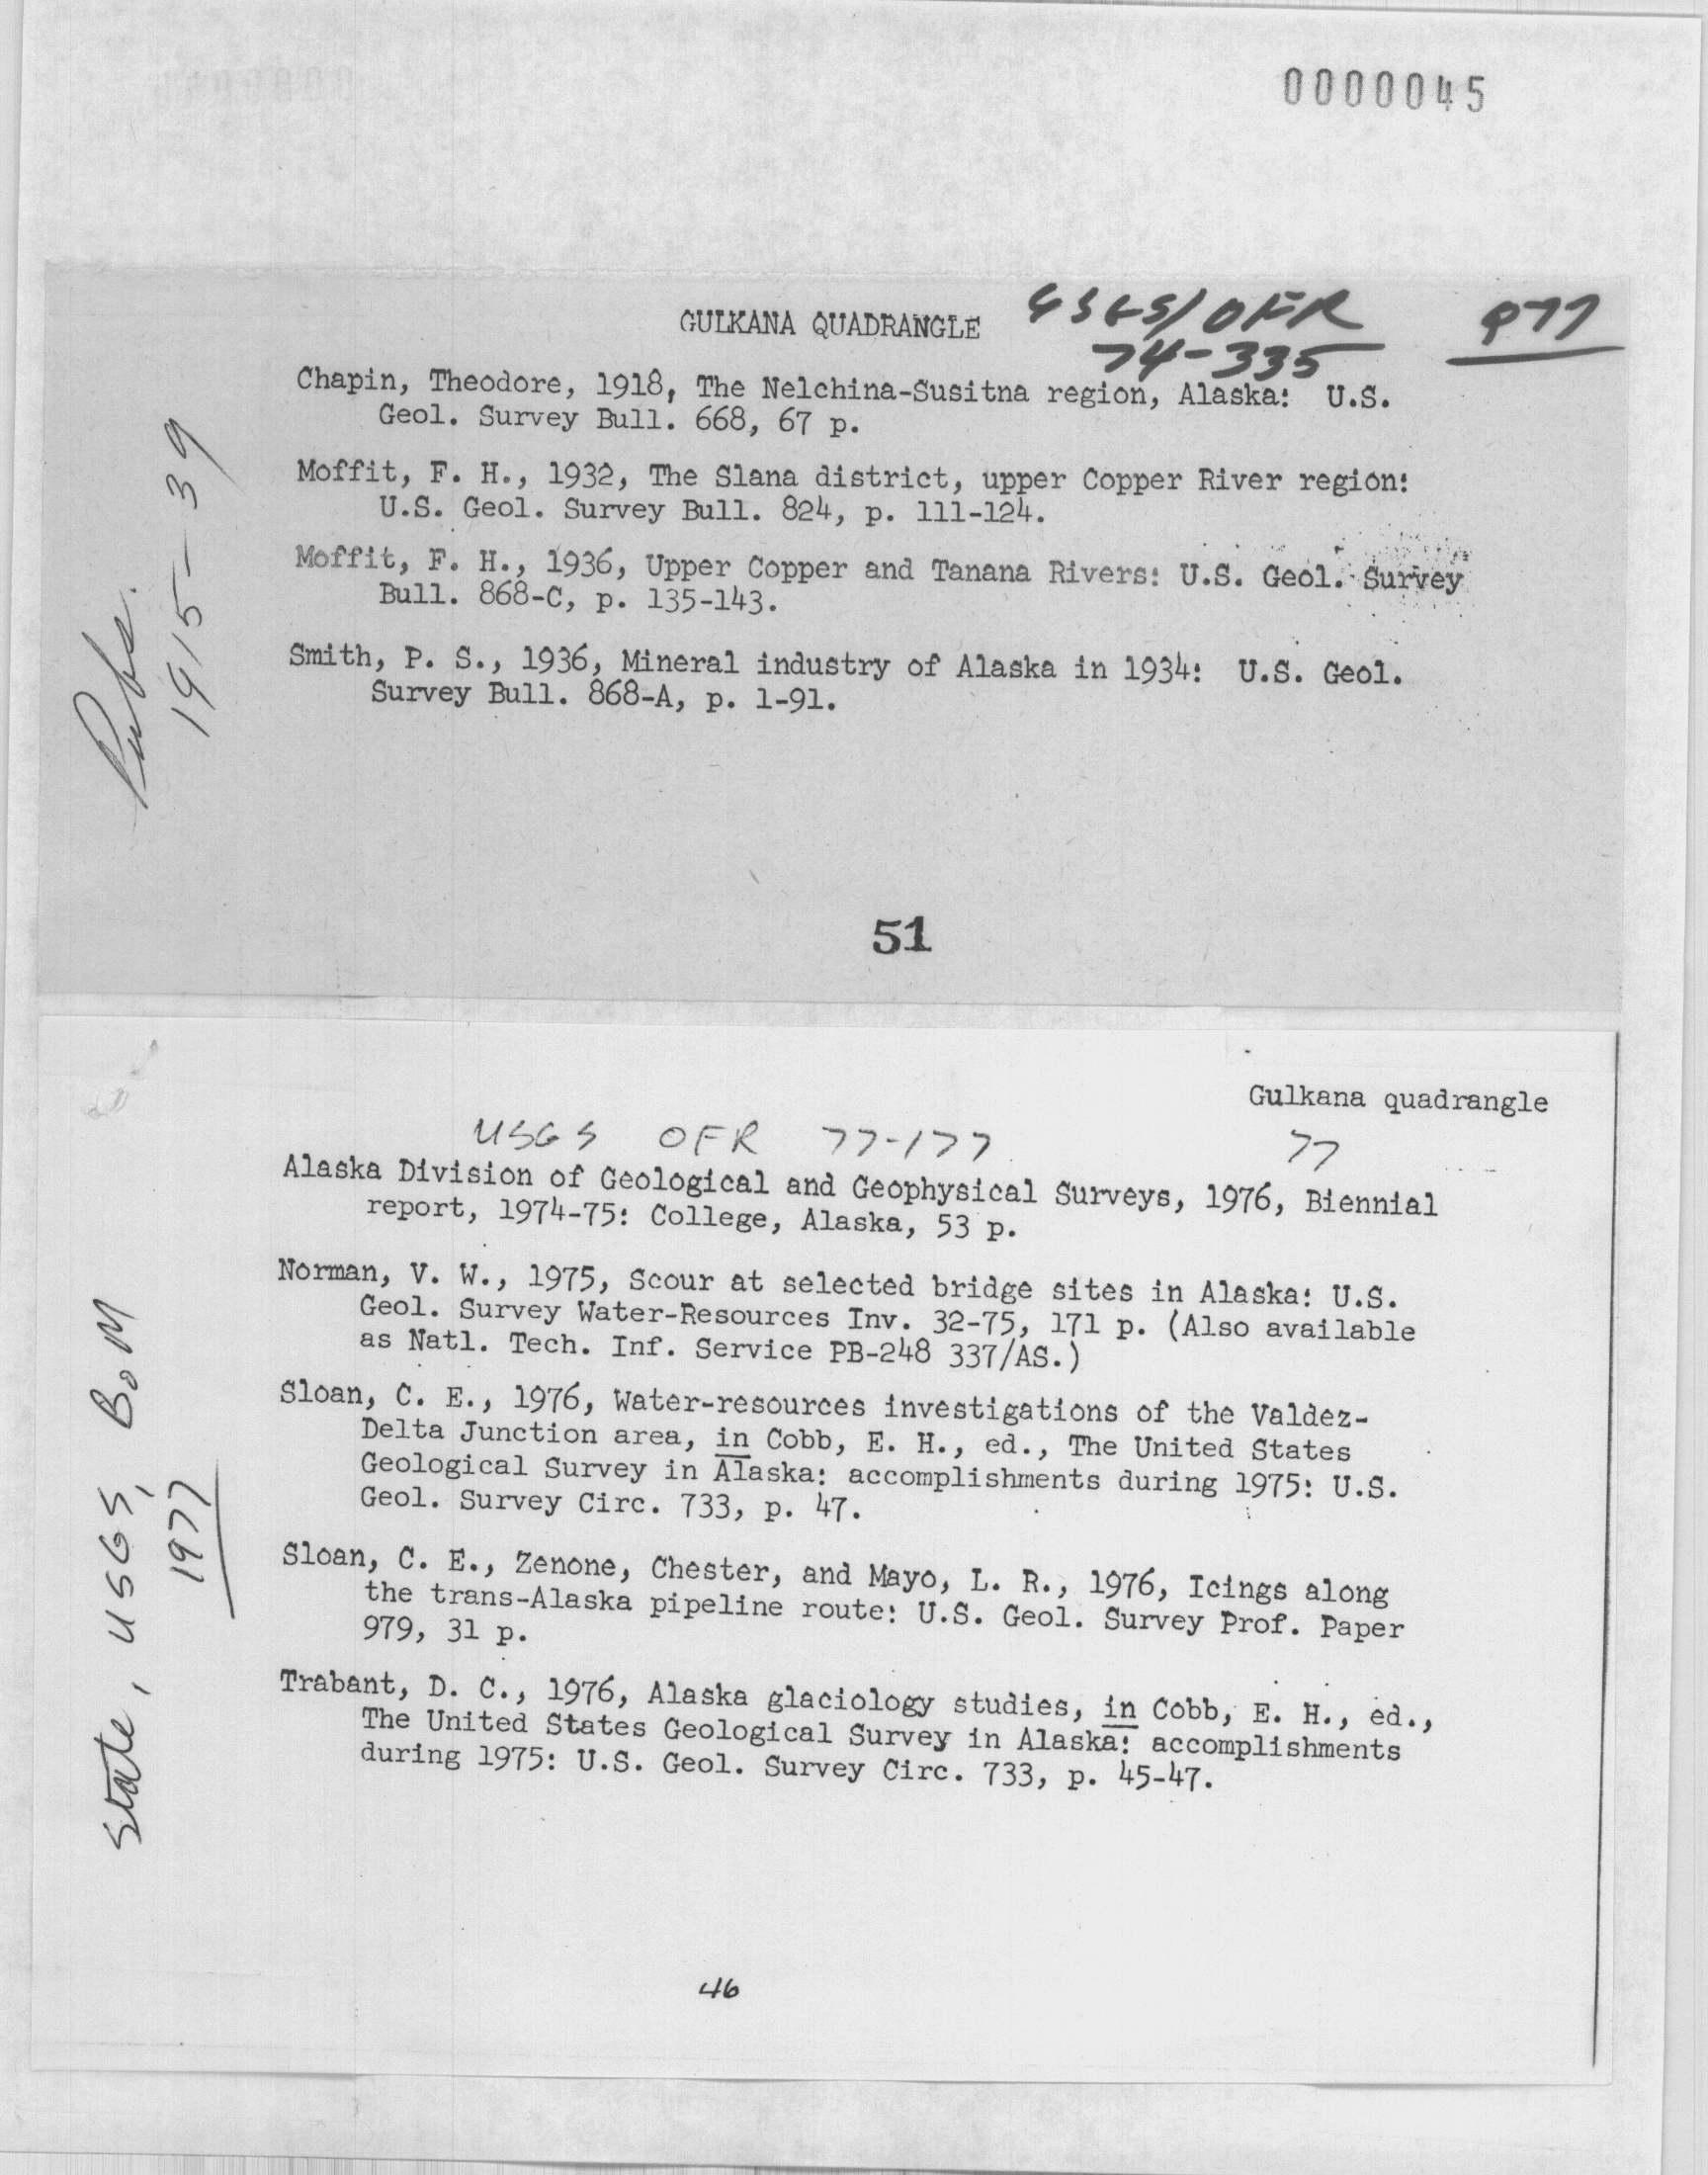 0000045
GULKANA QUADRANGLE
USGS/OFR
74-335
P77
Chapin, Theodore, 1918, The Nelchina-Susitna region, Alaska: U.S.
Geol. Survey Bull. 668, 67 p.
Moffit, F. H., 1932, The Slana district, upper Copper River region:
U.S. Geol. Survey Bull. 824, p. 111-124.
Moffit, F. H., 1936, Upper Copper and Tanana Rivers: U.S. Geol. Survey
Bull. 868-C, p. 135-143.
Smith, P. S., 1936, Mineral industry of Alaska in 1934: U.S. Geol.
Survey Bull. 868-A, p. 1-91.
Pubs.
1915-39
51
Gulkana quadrangle
USGS OFR 77-177
77
Alaska Division of Geological and Geophysical Surveys, 1976, Biennial
report, 1974-75: College, Alaska, 53 p.
Norman, V. W., 1975, Scour at selected bridge sites in Alaska: U.S.
Geol. Survey Water-Resources Inv. 32-75, 171 p. (Also available
as Natl. Tech. Inf. Service PB-248 337/AS.)
Sloan, C. E., 1976, Water-resources investigations of the Valdez-
Delta Junction area, in Cobb, E. H., ed., The United States
Geological Survey in Alaska: accomplishments during 1975: U.S.
Geol. Survey Circ. 733, p. 47.
Sloan, C. E., Zenone, Chester, and Mayo, L. R., 1976, Icings along
the trans-Alaska pipeline route: U.S. Geol. Survey Prof. Paper
979, 31 p.
Trabant, D. C., 1976, Alaska glaciology studies, in Cobb, E. H., ed.,
The United States Geological Survey in Alaska: accomplishments
during 1975: U.S. Geol. Survey Circ. 733, p. 45-47.
State, USGS, BoM
1977
46